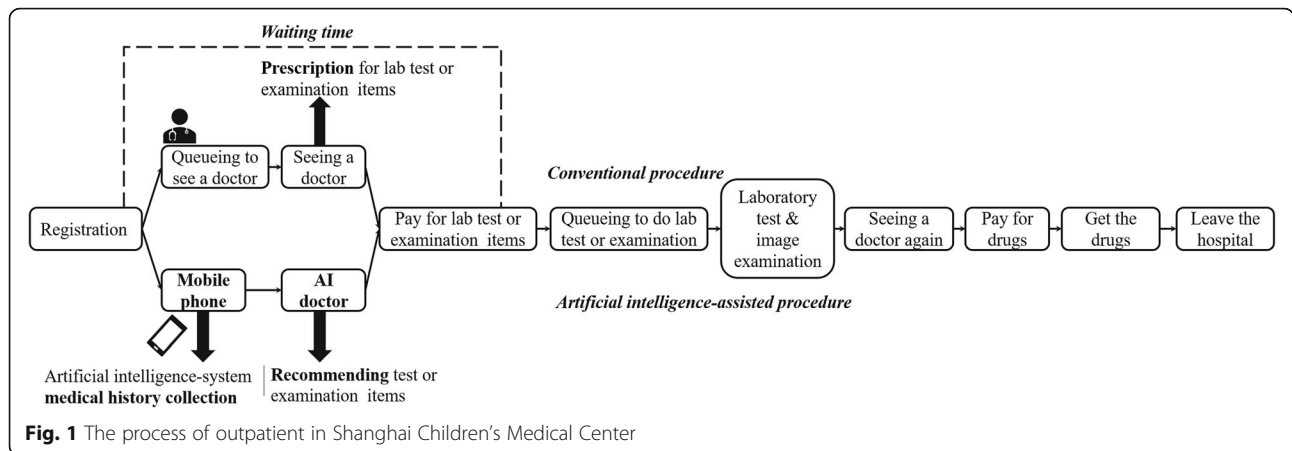 Waiting time
Prescription for lab test or
examination items
Queueing to
see a doctor
Seeing a
doctor
Conventional procedure
Registration
Pay for lab test or
examination items
Queueing to do lab
test or examination
Laboratory
test &
image
examination
Seeing a
doctor again
Pay for
drugs
Get the
drugs
Leave the
hospital
Mobile
phone
AI
doctor
Artificial intelligence-assisted procedure
Artificial intelligence-system
medical history collection
Recommending test or
examination items
Fig. 1 The process of outpatient in Shanghai Children's Medical Center